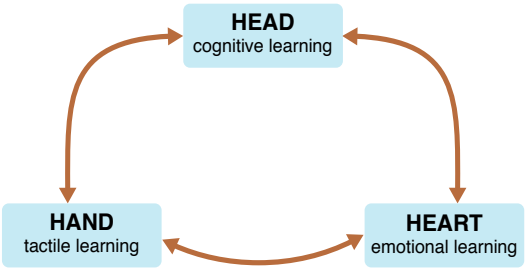 HEAD
cognitive learning
HAND
tactile learning
HEART
emotional learning